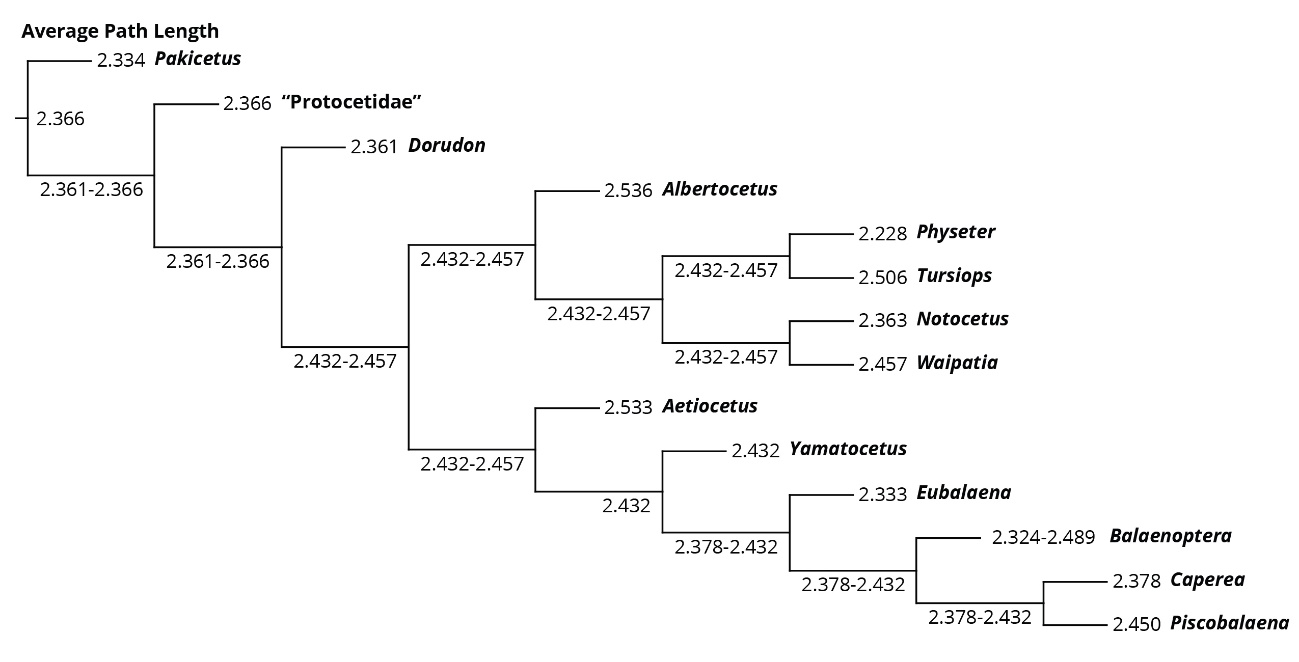 Average Path Length
2.334 Pakicetus
2.366 “Protocetidae”
2.366
2.361 Dorudon
2.361-2.366
2.536 Albertocetus
2.228 Physeter
2.361-2.366
2.432-2.457
2.432-2.457
2.506 Tursiops
2.432-2.457
2.363 Notocetus
2.432-2.457
2.432-2.457
2.457 Waipatia
2.533 Aetiocetus
2.432 Yamatocetus
2.432-2.457
2.333 Eubalaena
2.432
2.324-2.489 Balaenoptera
2.378-2.432
2.378 Caperea
2.378-2.432
2.378-2.432
2.450 Piscobalaena